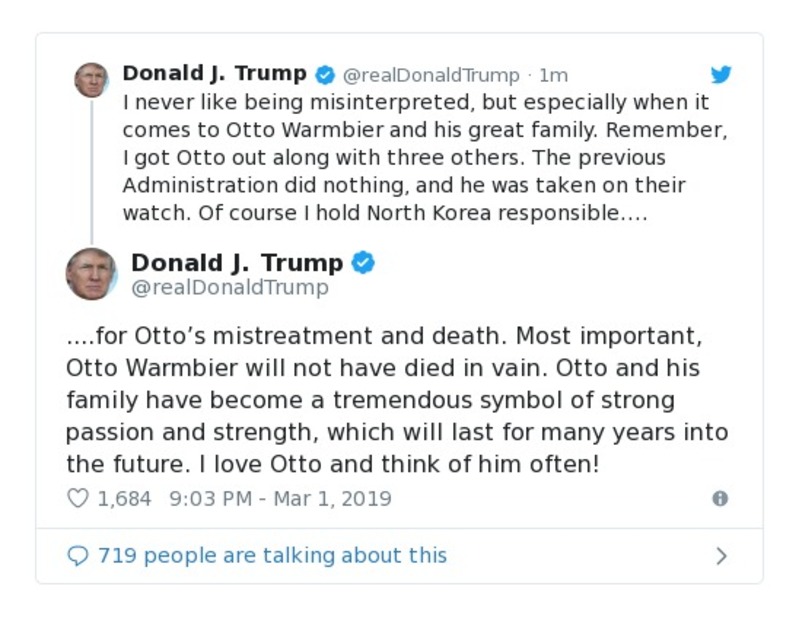 Donald J. Trump @realDonaldTrump · 1m
I never like being misinterpreted, but especially when it
comes to Otto Warmbier and his great family. Remember,
I got Otto out along with three others. The previous
Administration did nothing, and he was taken on their
watch. Of course I hold North Korea responsible....
Donald J. Trump
@realDonaldTrump
....for Otto’s mistreatment and death. Most important,
Otto Warmbier will not have died in vain. Otto and his
family have become a tremendous symbol of strong
passion and strength, which will last for many years into
the future. I love Otto and think of him often!
1,684 9:03 PM - Mar 1, 2019
719 people are talking about this